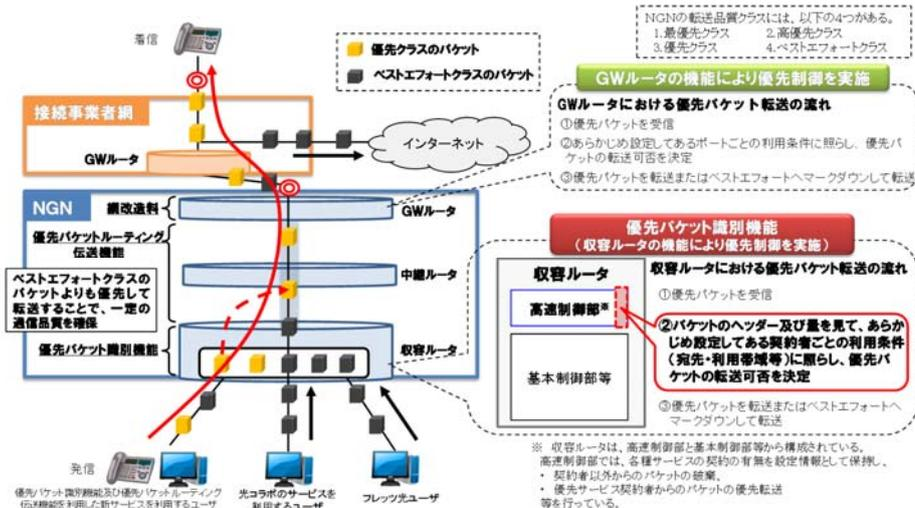 着信
優先クラスのパケット
ベストエフォートクラスのパケット
NGNの転送品質クラスには、以下の4つがある。
1.最優先クラス 2.高優先クラス
3.優先クラス 4.ベストエフォートクラス
接続事業者網
GWルータ
インターネット
GWルータの機能により優先制御を実施
GWルータにおける優先パケット転送の流れ
①優先パケットを受信
②あらかじめ設定してあるポートごとの利用条件に照らし、優先パ
ケットの転送可否を決定
③優先パケットを転送またはベストエフォートへマークダウンして転送
NGN
網改造料
GWルータ
優先パケットルーティング
伝送機能
中継ルータ
ベストエフォートクラスの
パケットよりも優先して
転送することで、一定の
通信品質を確保
優先パケット識別機能
収容ルータ
優先パケット識別機能
(収容ルータの機能により優先制御を実施)
収容ルータ
高速制御部※
基本制御部等
収容ルータにおける優先パケット転送の流れ
①優先パケットを受信
②パケットのヘッダー及び量を見て、あらか
じめ設定してある契約者ごとの利用条件
(宛先・利用帯域等)に照らし、優先パ
ケットの転送可否を決定
③優先パケットを転送またはベストエフォートへ
マークダウンして転送
※ 収容ルータは、高速制御部と基本制御部等から構成されている。
高速制御部では、各種サービスの契約の有無を設定情報として保持し、
・ 契約者以外からのパケットの破棄、
・ 優先サービス契約者からのパケットの優先転送
等を行っている。
発信
優先パケット識別機能及び優先パケットルーティング
伝送機能を利用した新サービスを利用するユーザ
光コラボのサービスを
利用するユーザ
フレッツ光ユーザ